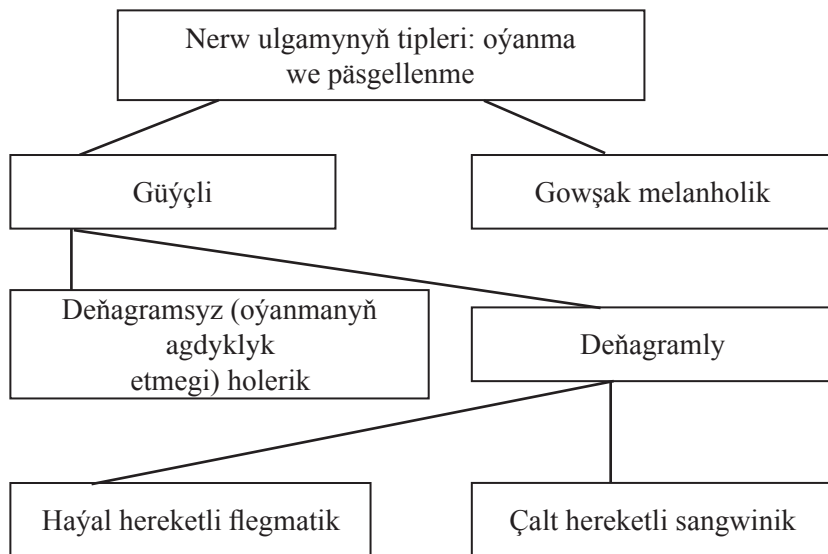 Nerw ulgamynyň tipleri: oýanma
we päsgellenme
Güýçli
Gowşak melanholik
Deňagramsyz (oýanmanyň
agdyklyk
etmegi) holerik
Deňagramly
Haýal hereketli flegmatik
Çalt hereketli sangwinik